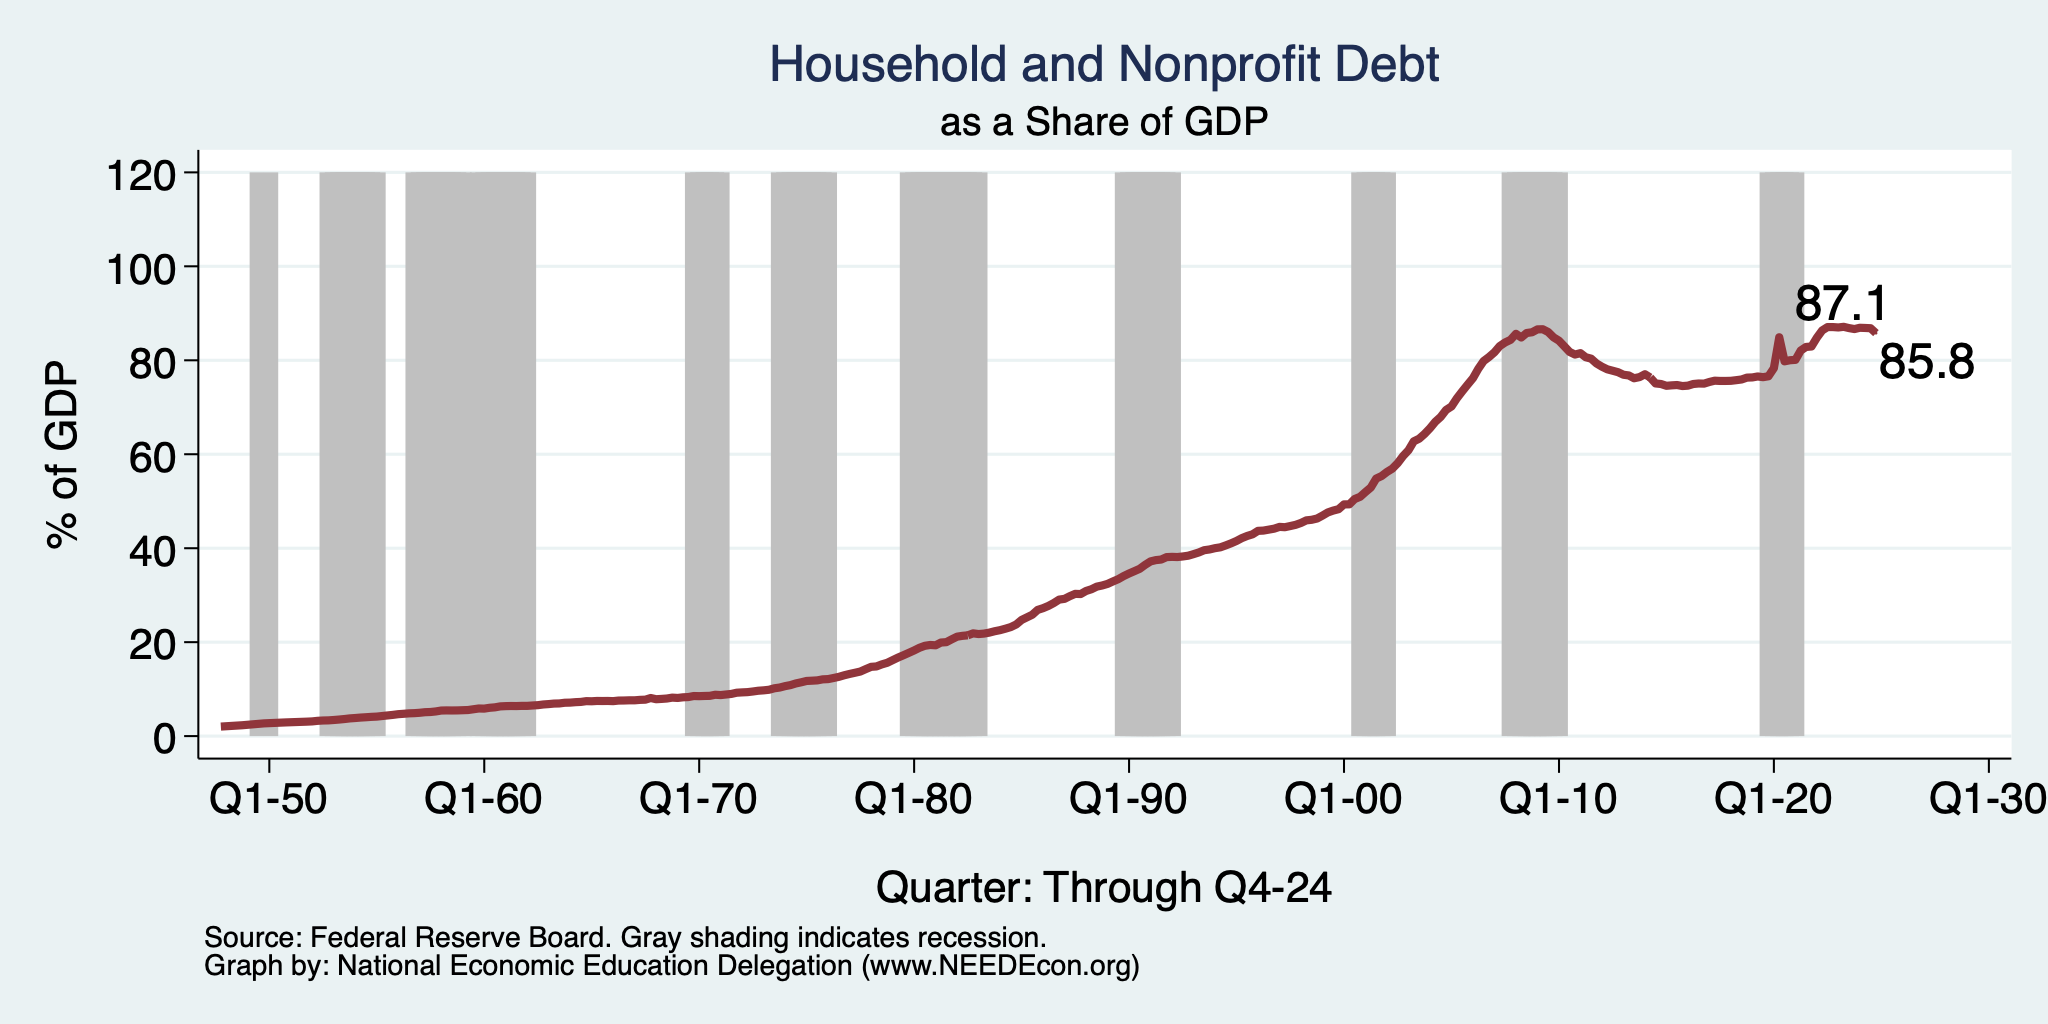 Household and Nonprofit Debt
as a Share of GDP
% of GDP
120
100
80
60
40
20
0
87.1
85.8
Q1-50 Q1-60 Q1-70 Q1-80 Q1-90 Q1-00 Q1-10 Q1-20 Q1-30
Quarter: Through Q4-24
Source: Federal Reserve Board. Gray shading indicates recession.
Graph by: National Economic Education Delegation (www.NEEDEcon.org)